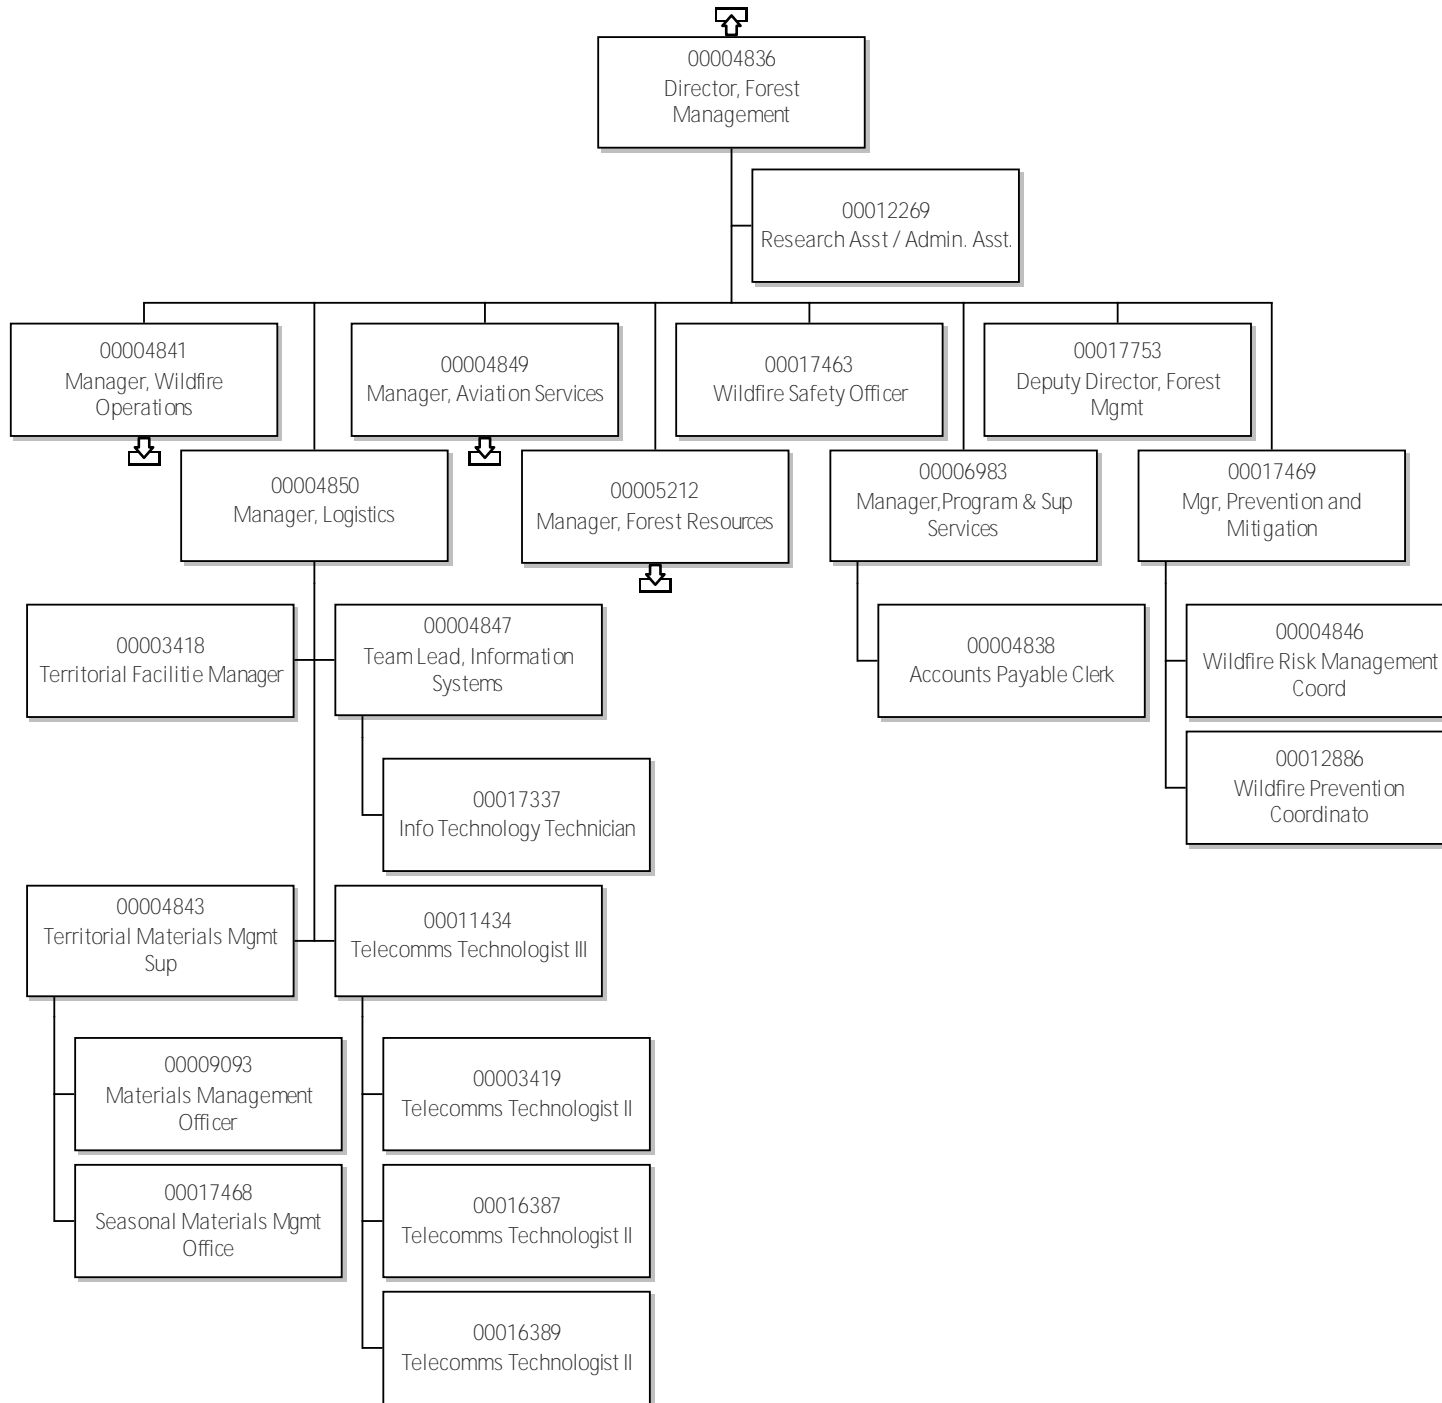 00004836
Director, Forest
Management
00012269
Research Asst / Admin. Asst.
00004841
Manager, Wildfire
Operations
00004849
Manager, Aviation Services
00017463
Wildfire Safety Officer
00017753
Deputy Director, Forest
Mgmt
00004850
Manager, Logistics
00005212
Manager, Forest Resources
00006983
Manager,Program & Sup
Services
00017469
Mgr, Prevention and
Mitigation
00003418
Territorial Facilitie Manager
00004847
Team Lead, Information
Systems
00004838
Accounts Payable Clerk
00004846
Wildfire Risk Management
Coord
00017337
Info Technology Technician
00012886
Wildfire Prevention
Coordinato
00004843
Territorial Materials Mgmt
Sup
00011434
Telecomms Technologist III
00009093
Materials Management
Officer
00003419
Telecomms Technologist II
00017468
Seasonal Materials Mgmt
Office
00016387
Telecomms Technologist II
00016389
Telecomms Technologist II